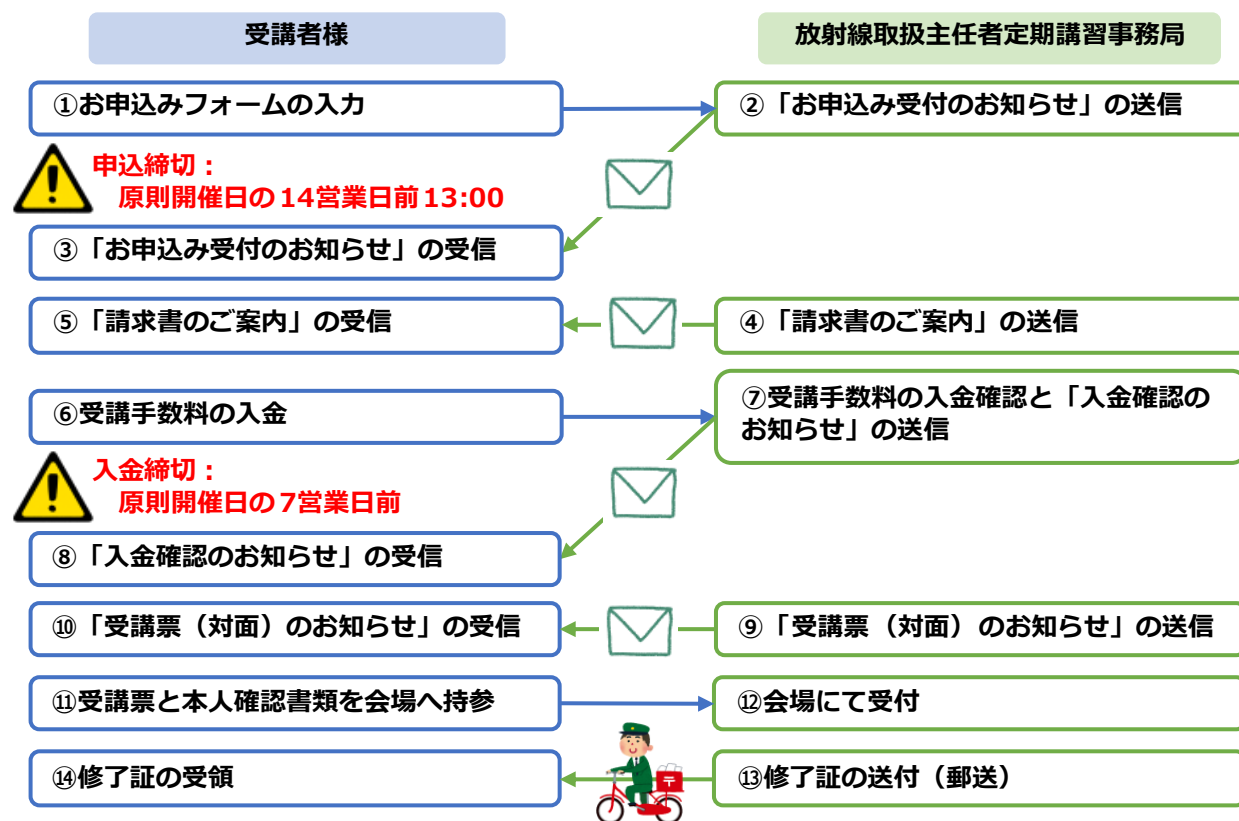 受講者様
放射線取扱主任者定期講習事務局
①お申込みフォームの入力
②「お申込み受付のお知らせ」の送信
申込締切：
原則開催日の14営業日前13:00
③「お申込み受付のお知らせ」の受信
⑤「請求書のご案内」の受信
④「請求書のご案内」の送信
⑥受講手数料の入金
⑦受講手数料の入金確認と「入金確認の
お知らせ」の送信
入金締切：
原則開催日の7営業日前
⑧「入金確認のお知らせ」の受信
⑩「受講票（対面）のお知らせ」の受信
⑨「受講票（対面）のお知らせ」の送信
⑪受講票と本人確認書類を会場へ持参
⑫会場にて受付
⑭修了証の受領
〒
⑬修了証の送付（郵送）